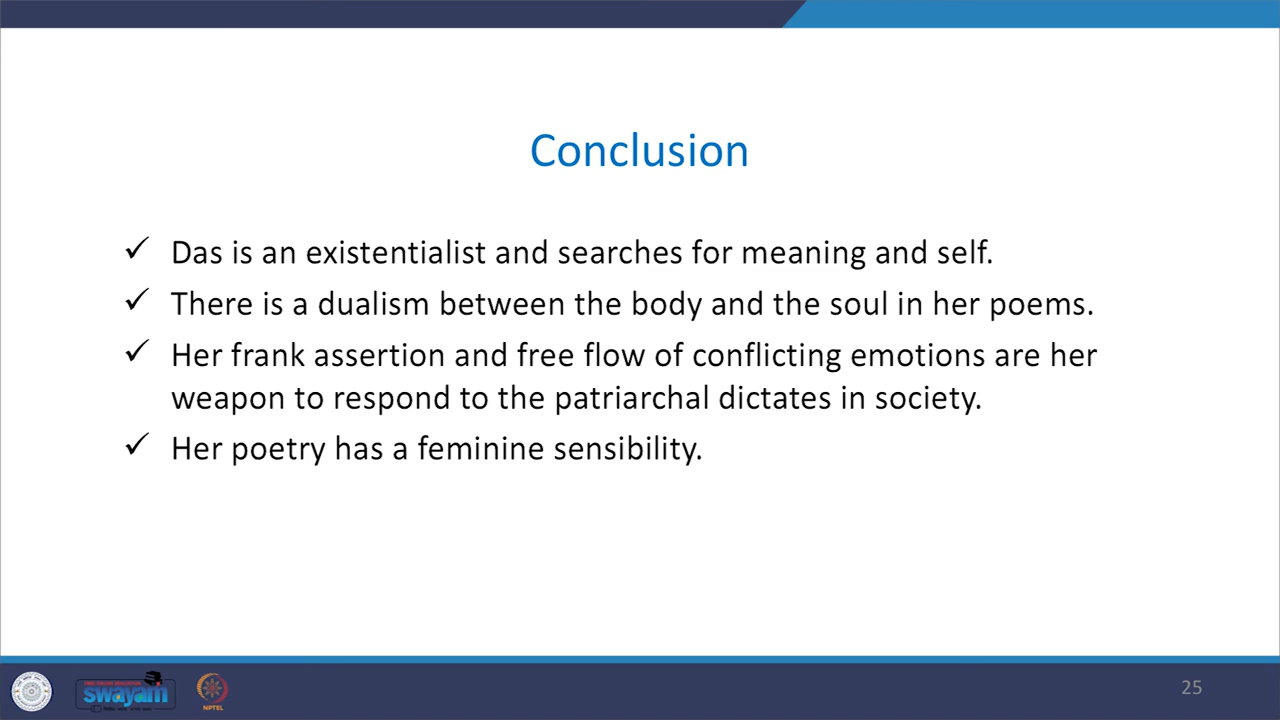 Conclusion
✓ Das is an existentialist and searches for meaning and self.
✓ There is a dualism between the body and the soul in her poems.
✓ Her frank assertion and free flow of conflicting emotions are her
weapon to respond to the patriarchal dictates in society.
✓ Her poetry has a feminine sensibility.
swayam
NPTEL
25